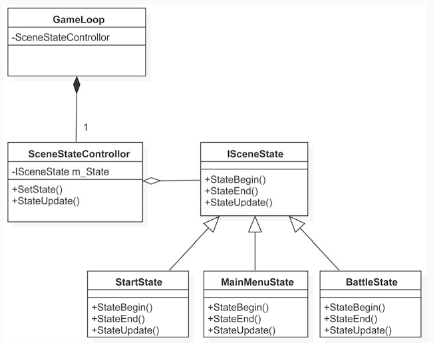 GameLoop
-SceneStateControllor
1
SceneStateControllor
-ISceneState m_State
+SetState()
+StateUpdate()
ISceneState
+StateBegin()
+StateEnd()
+StateUpdate()
StartState
+StateBegin()
+StateEnd()
+StateUpdate()
MainMenuState
+StateBegin()
+StateEnd()
+StateUpdate()
BattleState
+StateBegin()
+StateEnd()
+StateUpdate()